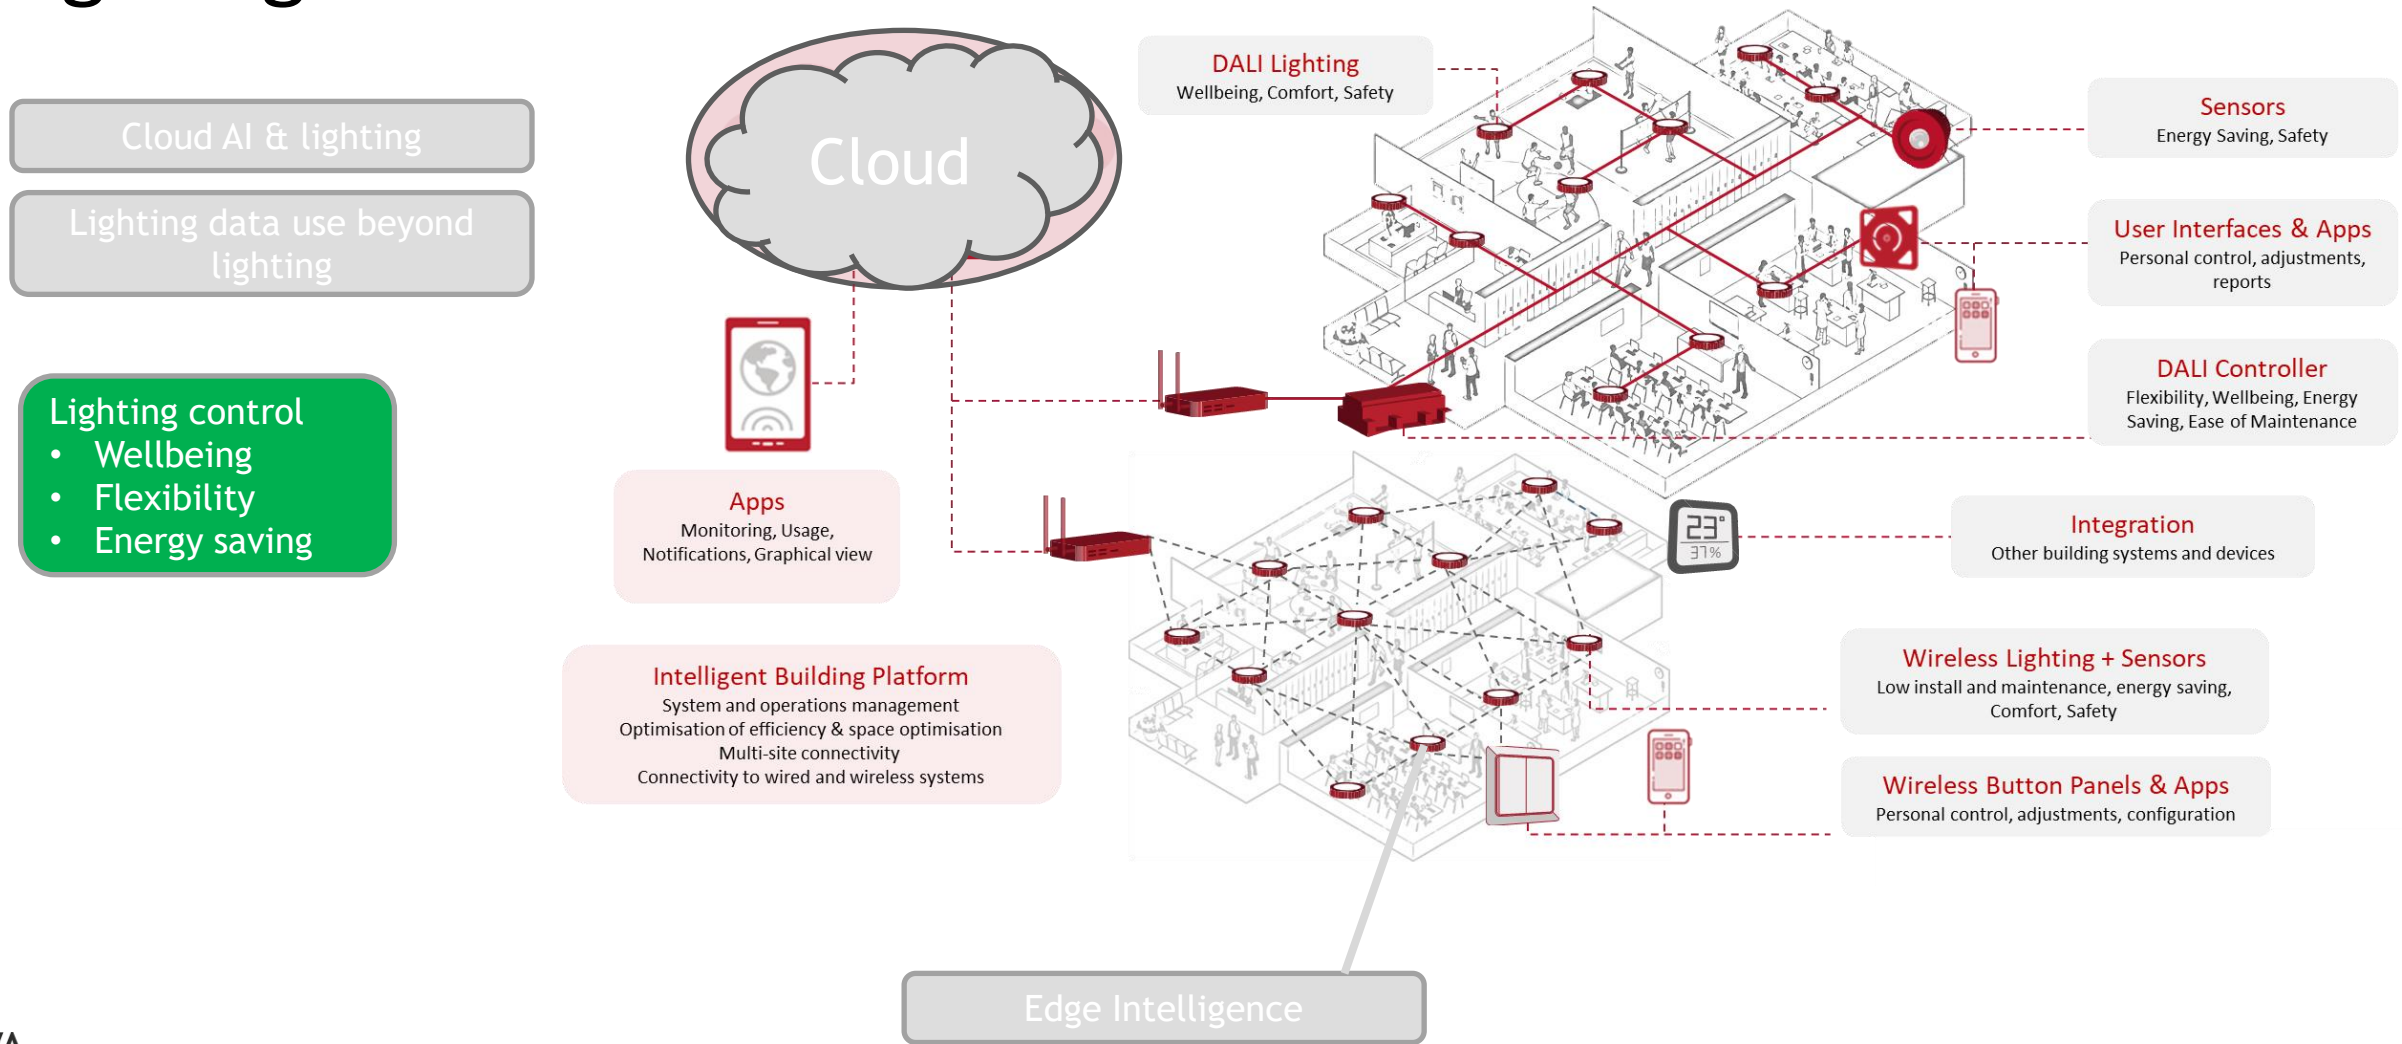 Cloud AI & lighting
Lighting data use beyond
lighting
Lighting control
• Wellbeing
• Flexibility
• Energy saving
Cloud
Apps
Monitoring, Usage,
Notifications, Graphical view
Intelligent Building Platform
System and operations management
Optimisation of efficiency & space optimisation
Multi-site connectivity
Connectivity to wired and wireless systems
DALI Lighting
Wellbeing, Comfort, Safety
Sensors
Energy Saving, Safety
User Interfaces & Apps
Personal control, adjustments,
reports
DALI Controller
Flexibility, Wellbeing, Energy
Saving, Ease of Maintenance
23°
37%
Integration
Other building systems and devices
Wireless Lighting + Sensors
Low install and maintenance, energy saving,
Comfort, Safety
Wireless Button Panels & Apps
Personal control, adjustments, configuration
Edge Intelligence